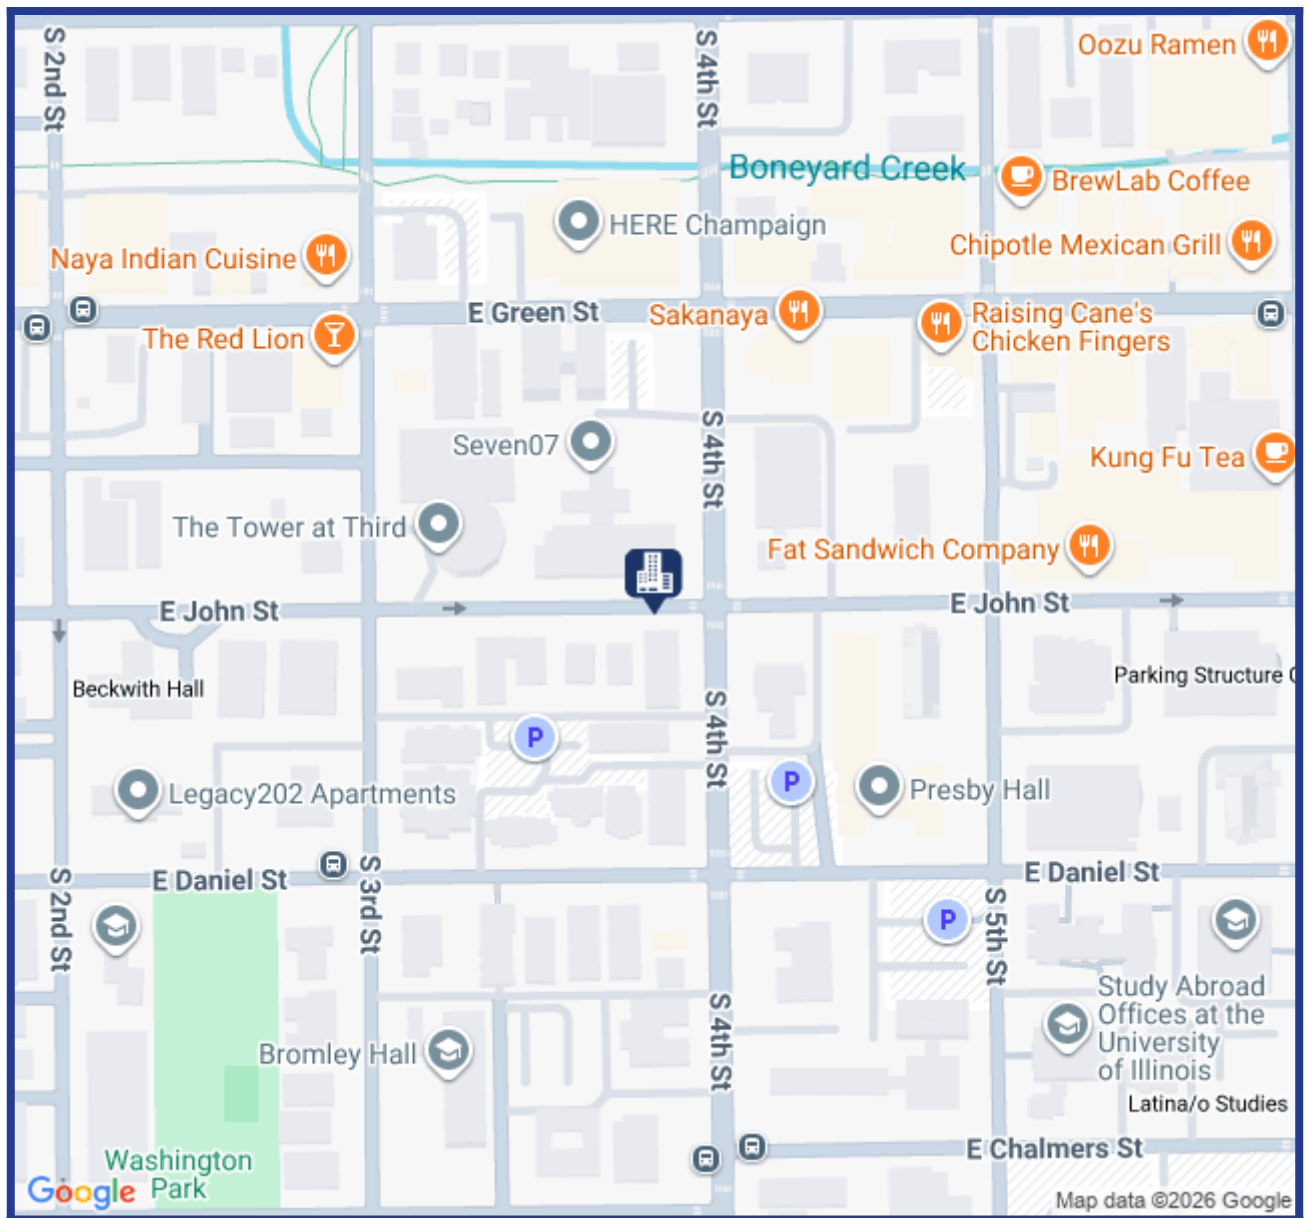 S 2nd St
S 4th St
Oozu Ramen
Boneyard Creek
BrewLab Coffee
HERE Champaign
Chipotle Mexican Grill
Naya Indian Cuisine
E Green St
Sakanaya
Raising Cane's
Chicken Fingers
The Red Lion
S 4th St
Seven07
Kung Fu Tea
The Tower at Third
Fat Sandwich Company
E John St
E John St
Beckwith Hall
Parking Structure
S 4th St
P
P
Legacy202 Apartments
Presby Hall
E Daniel St
E Daniel St
S 2nd St
S 3rd St
P
S 5th St
Study Abroad
Offices at the
University
of Illinois
S 4th St
Bromley Hall
Latina/o Studies
E Chalmers St
Washington
Park
Google
Map data ©2026 Google